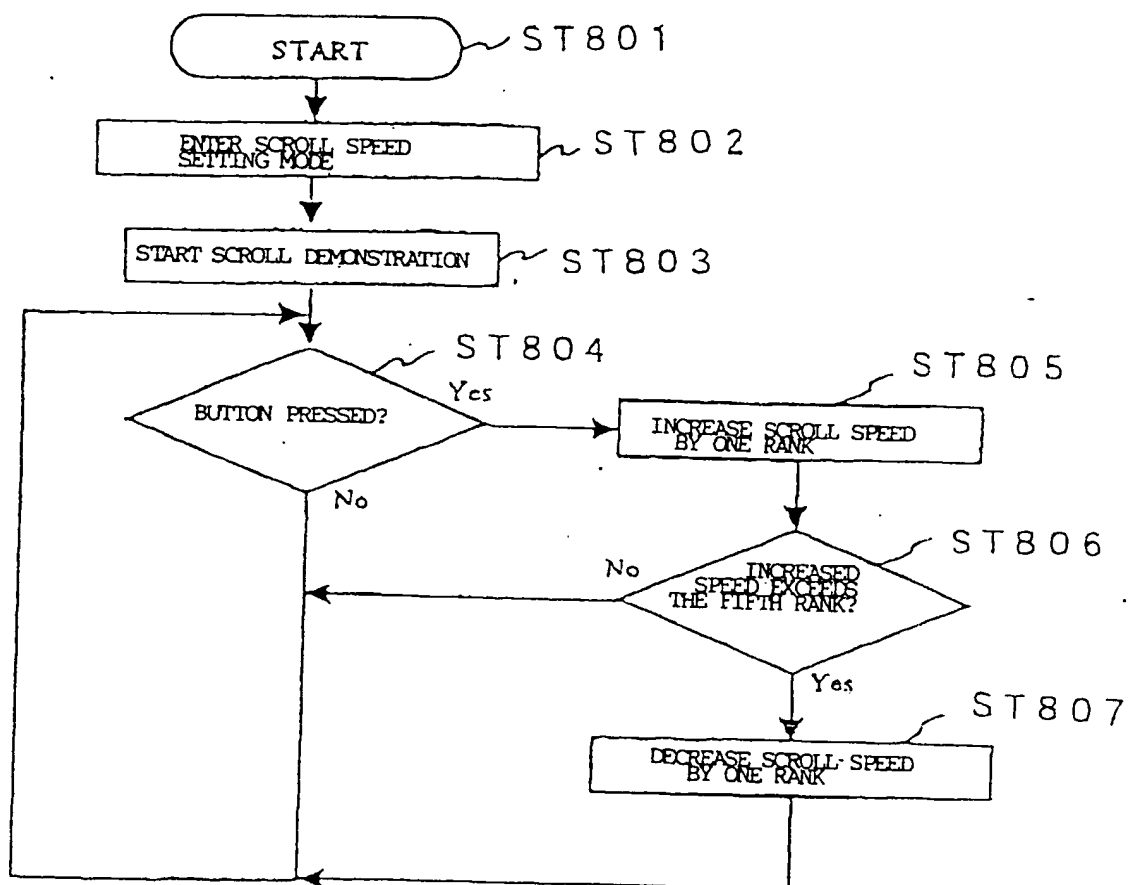 START
ST801
ENTER SCROLL SPEED
SETTING MODE
ST802
START SCROLL DEMONSTRATION
ST803
ST804
BUTTON PRESSED?
Yes
No
ST805
INCREASE SCROLL SPEED
BY ONE RANK
ST806
INCREASED
SPEED EXCEEDS
THE FIFTH RANK?
No
Yes
ST807
DECREASE SCROLL-SPEED
BY ONE RANK